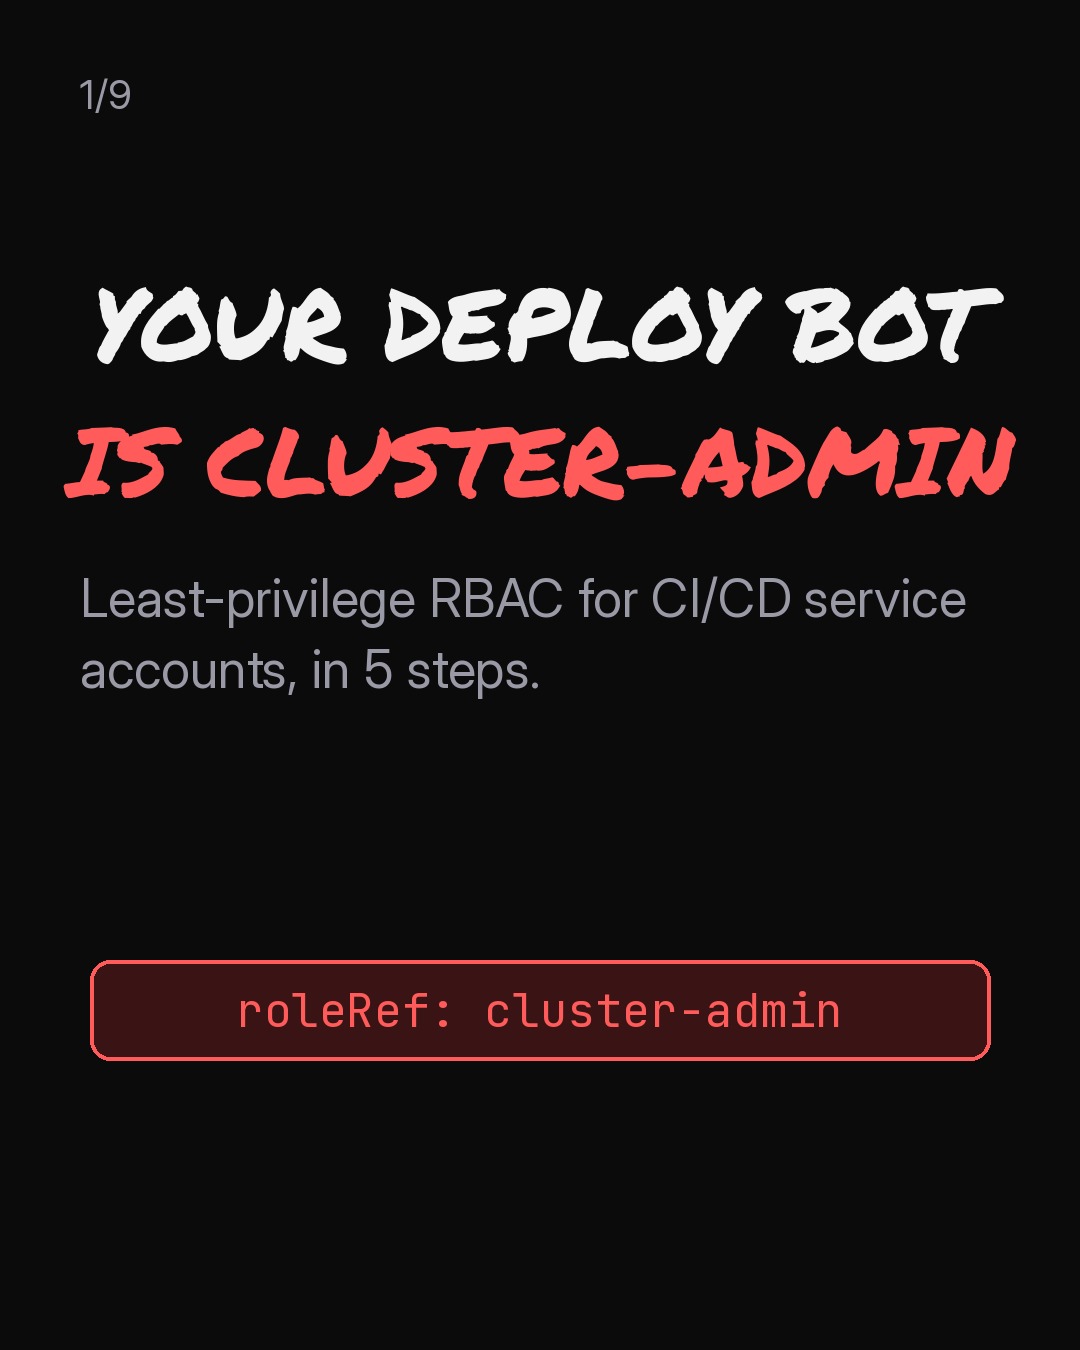 1/9
YOUR DEPLOY BOT
IS CLUSTER-ADMIN
Least-privilege RBAC for CI/CD service
accounts, in 5 steps.
roleRef: cluster-admin